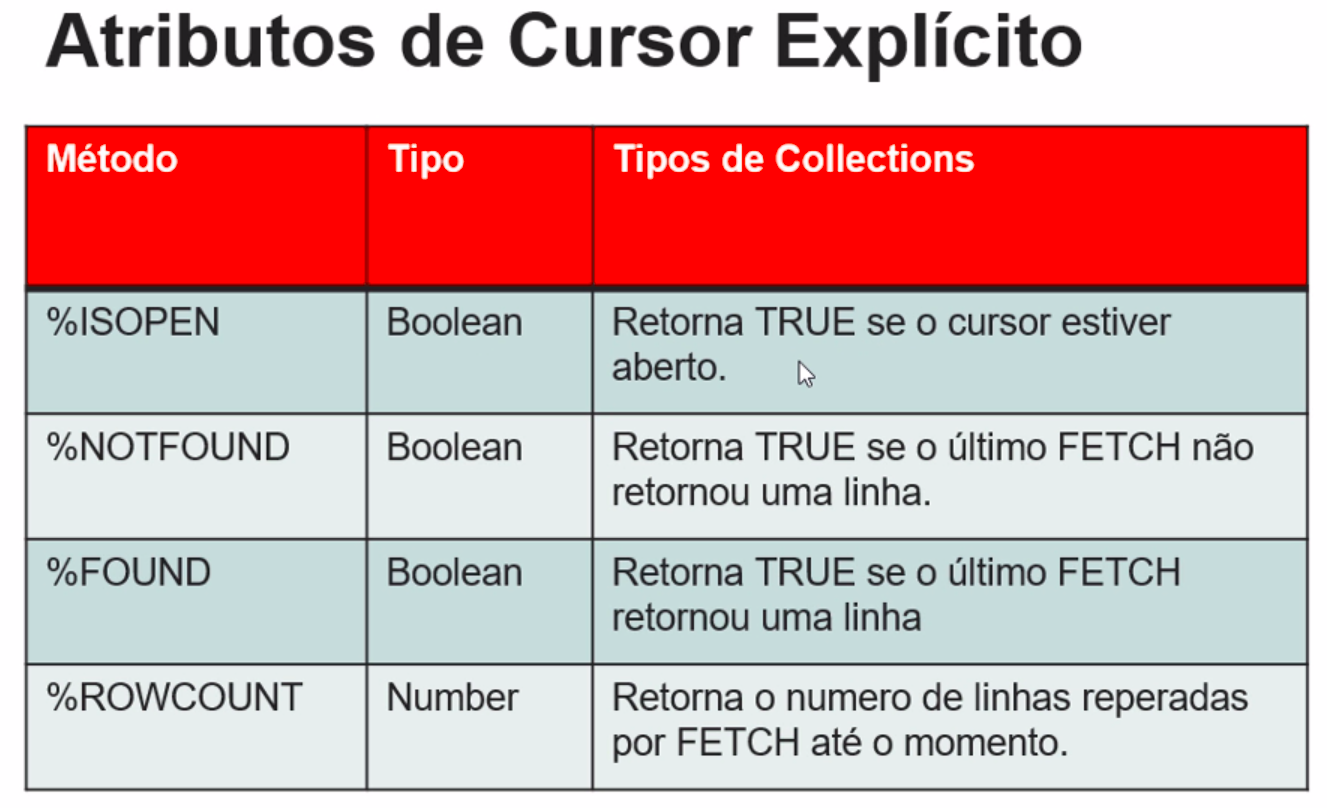 Atributos de Cursor Explícito
Método Tipo Tipos de Collections
%ISOPEN Boolean Retorna TRUE se o cursor estiver
aberto.
%NOTFOUND Boolean Retorna TRUE se o último FETCH não
retornou uma linha.
%FOUND Boolean Retorna TRUE se o último FETCH
retornou uma linha
%ROWCOUNT Number Retorna o numero de linhas reperadas
por FETCH até o momento.